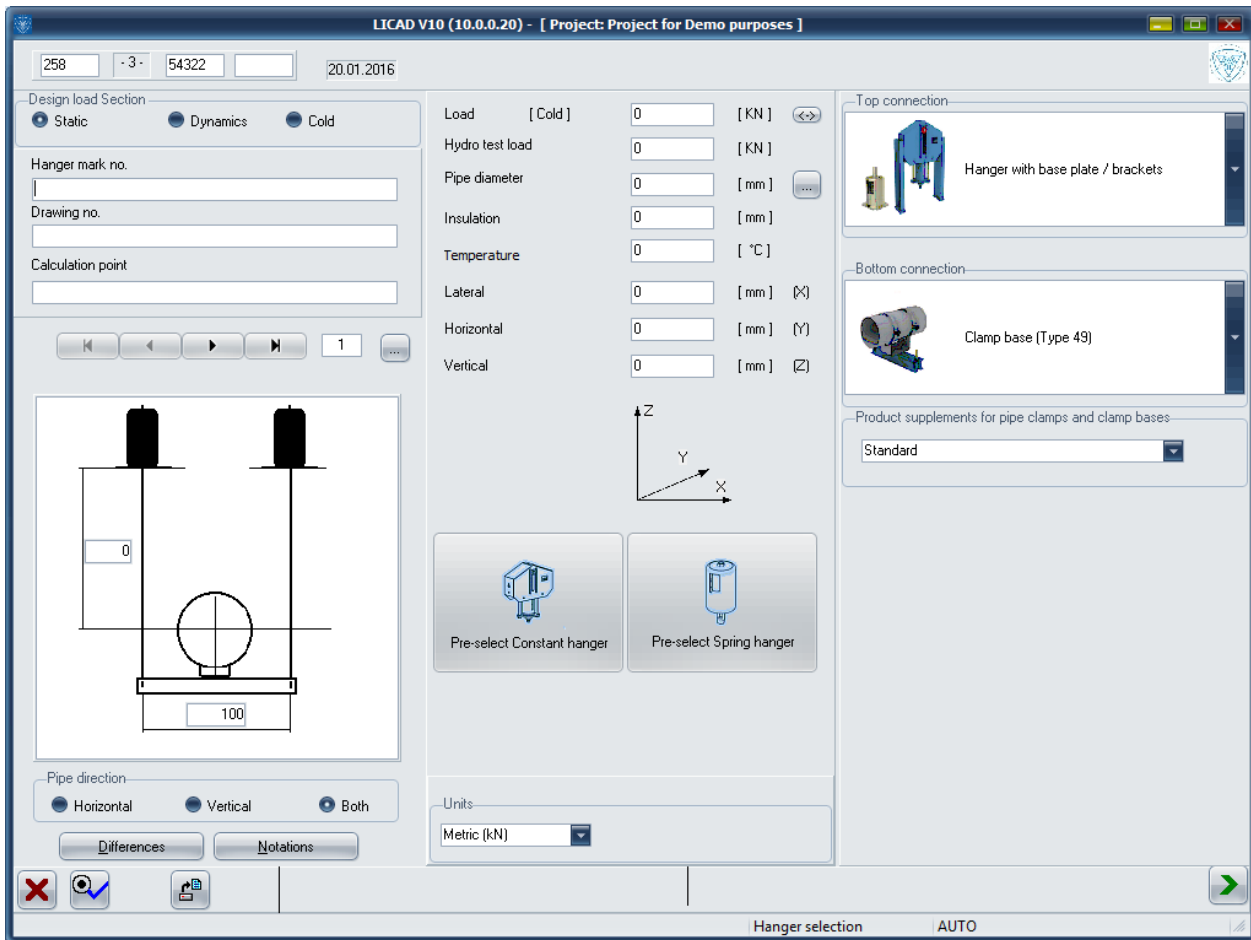 LICAD V10 (10.0.0.20) - [ Project: Project for Demo purposes ]
258 - 3 - 54322 20.01.2016
Design load Section
Static Dynamics Cold
Hanger mark no.
Drawing no.
Calculation point
1 ...
0
100
Pipe direction
Horizontal Vertical Both
Differences Notations
Load [ Cold ] 0 [ KN ] <->
Hydro test load 0 [ KN ]
Pipe diameter 0 [ mm ] ...
Insulation 0 [ mm ]
Temperature 0 [ °C ]
Lateral 0 [ mm ] (X)
Horizontal 0 [ mm ] (Y)
Vertical 0 [ mm ] (Z)
Z
Y
X
Pre-select Constant hanger Pre-select Spring hanger
Units
Metric (kN)
Top connection
Hanger with base plate / brackets
Bottom connection
Clamp base (Type 49)
Product supplements for pipe clamps and clamp bases
Standard
Hanger selection AUTO